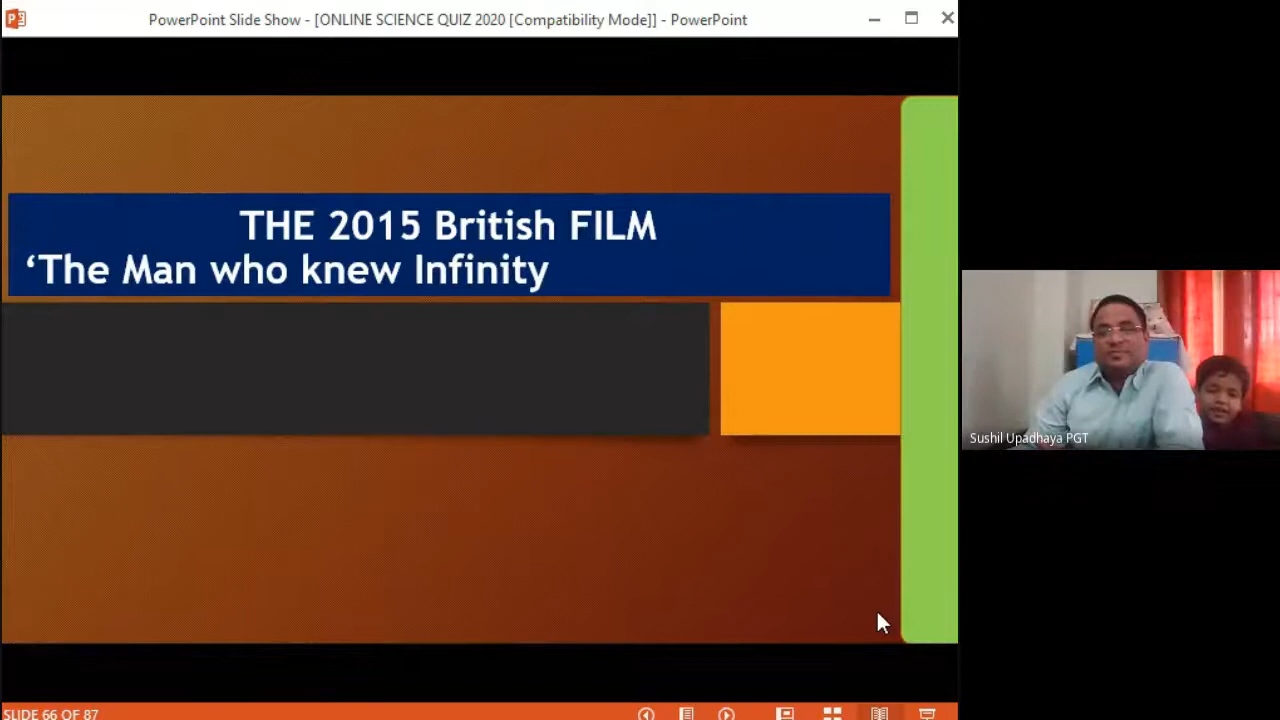 PowerPoint Slide Show - [ONLINE SCIENCE QUIZ 2020 [Compatibility Mode]] - PowerPoint
THE 2015 British FILM
‘The Man who knew Infinity
Sushil Upadhaya PGT
SLIDE 66 OF 87